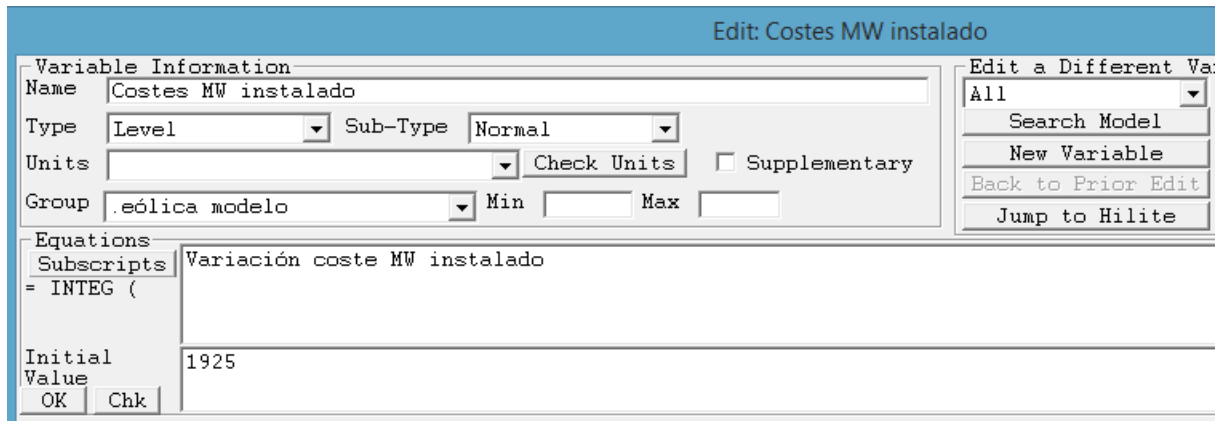 Edit: Costes MW instalado
Variable Information
Name Costes MW instalado
Type Level Sub-Type Normal
Units Check Units Supplementary
Group .eólica modelo Min Max
Edit a Different Va
All
Search Model
New Variable
Back to Prior Edit
Jump to Hilite
Equations
Subscripts Variación coste MW instalado
= INTEG (
Initial
Value 1925
OK Chk